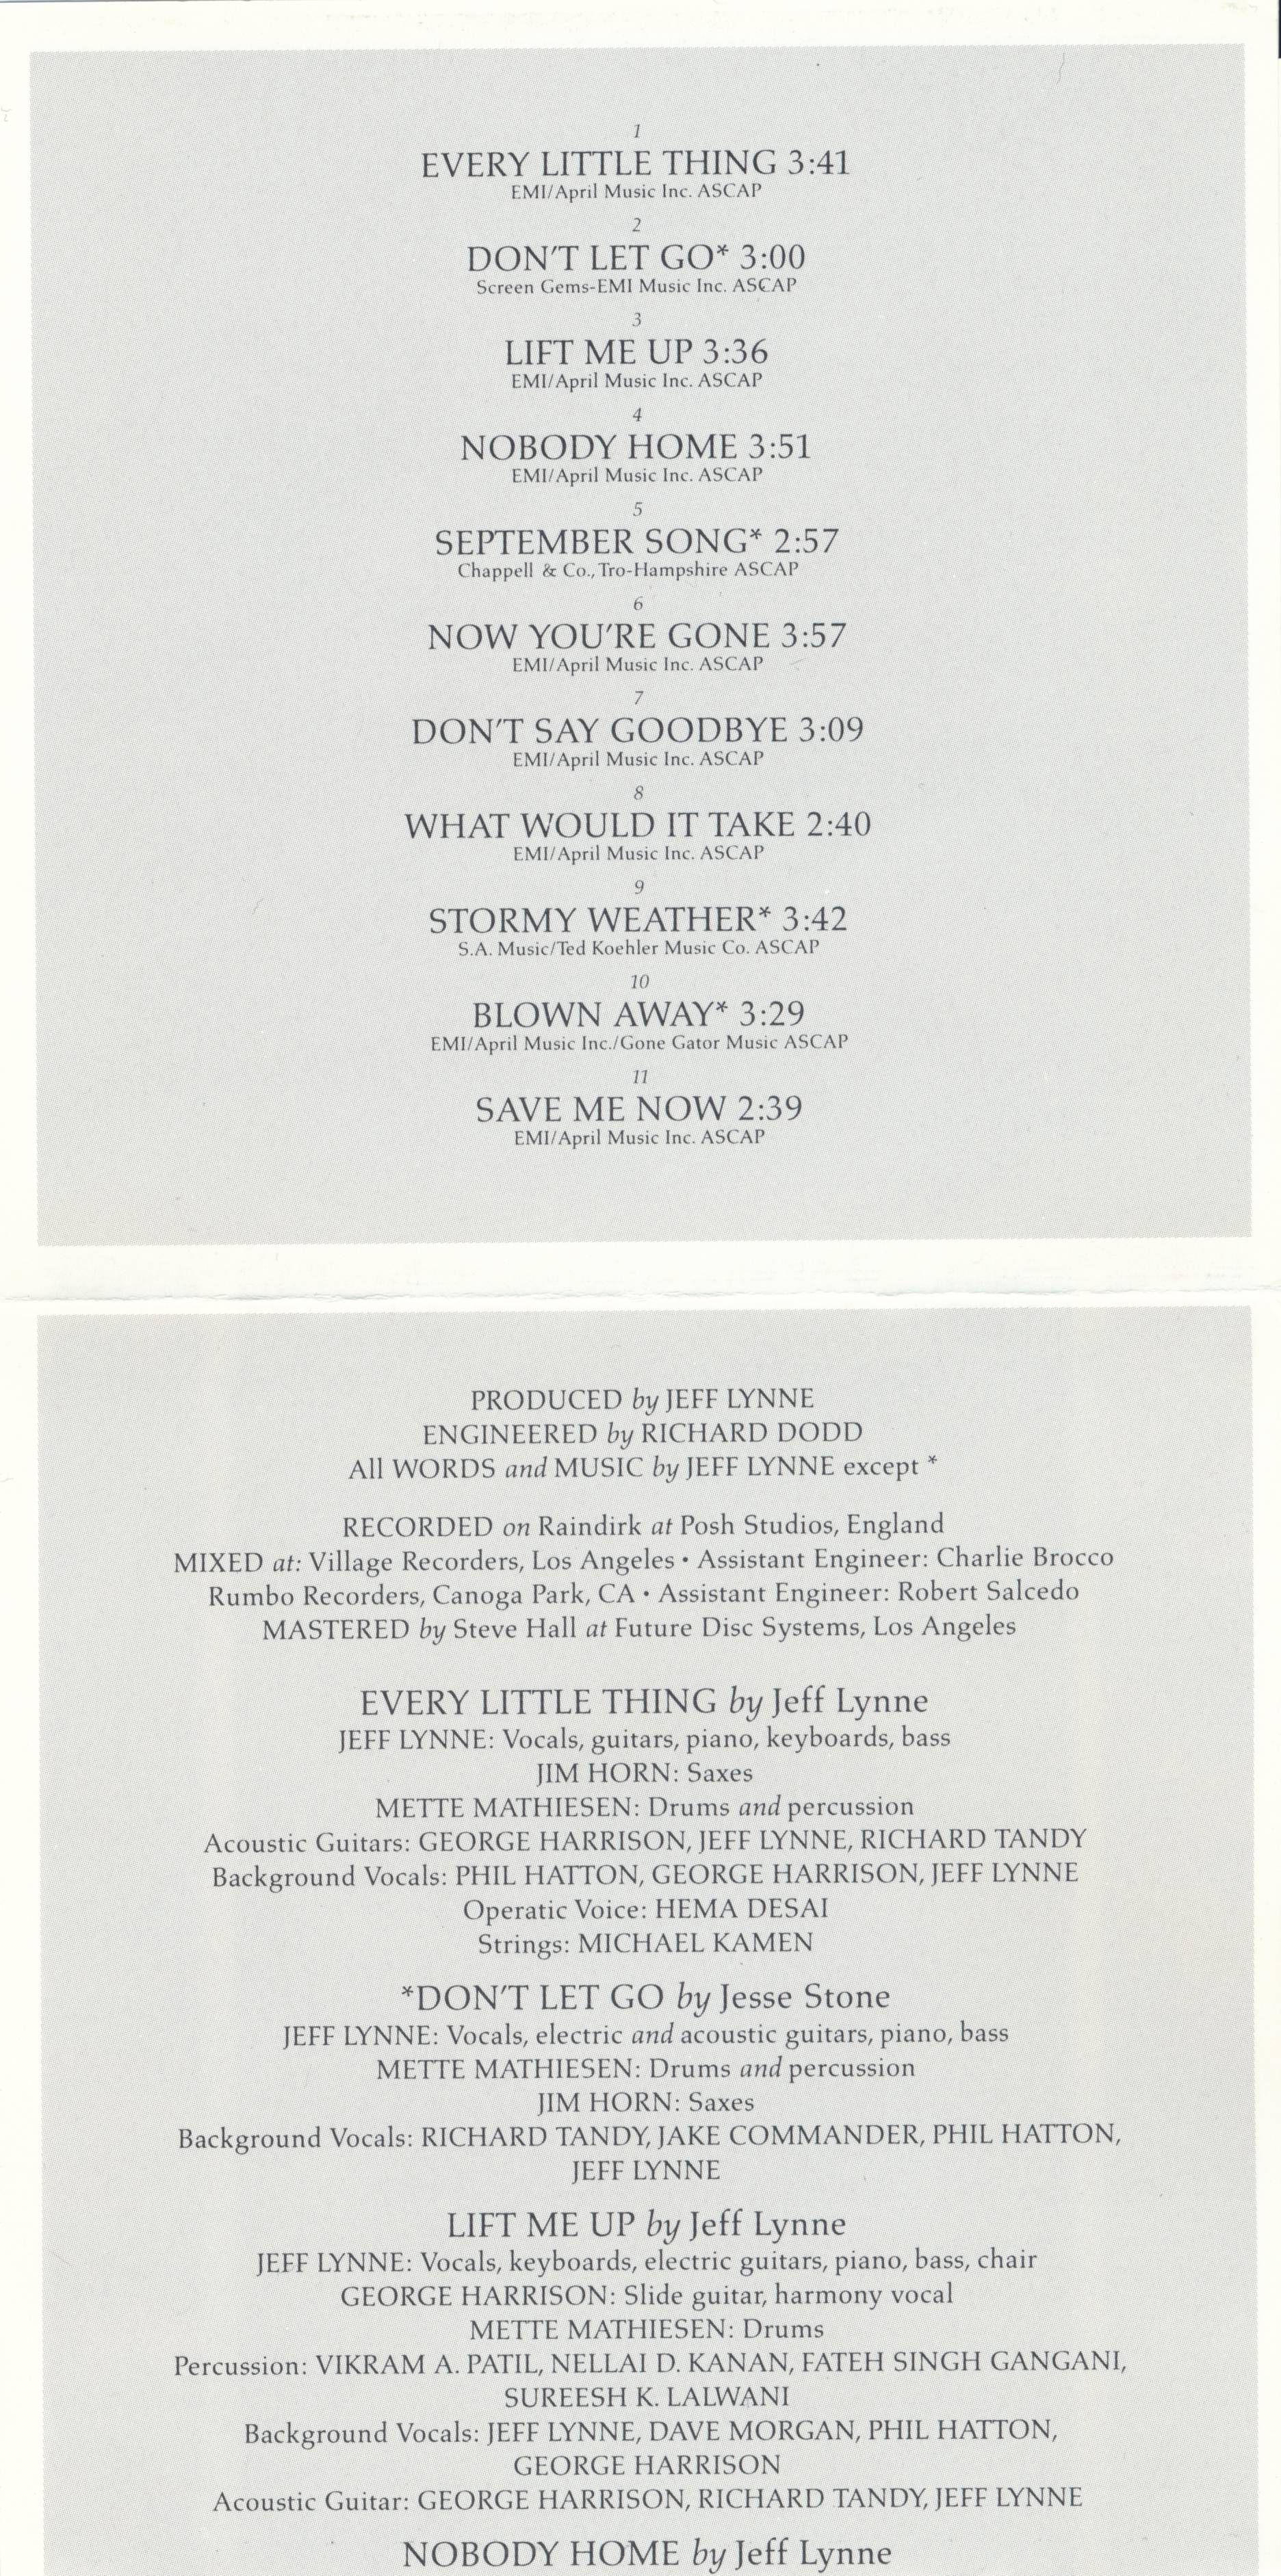 1
EVERY LITTLE THING 3:41
EMI/April Music Inc. ASCAP
2
DON'T LET GO* 3:00
Screen Gems-EMI Music Inc. ASCAP
3
LIFT ME UP 3:36
EMI/April Music Inc. ASCAP
4
NOBODY HOME 3:51
EMI/April Music Inc. ASCAP
5
SEPTEMBER SONG* 2:57
Chappell & Co., Tro-Hampshire ASCAP
6
NOW YOU'RE GONE 3:57
EMI/April Music Inc. ASCAP
7
DON'T SAY GOODBYE 3:09
EMI/April Music Inc. ASCAP
8
WHAT WOULD IT TAKE 2:40
EMI/April Music Inc. ASCAP
9
STORMY WEATHER* 3:42
S.A. Music/Ted Koehler Music Co. ASCAP
10
BLOWN AWAY* 3:29
EMI/April Music Inc./Gone Gator Music ASCAP
11
SAVE ME NOW 2:39
EMI/April Music Inc. ASCAP
PRODUCED by JEFF LYNNE
ENGINEERED by RICHARD DODD
All WORDS and MUSIC by JEFF LYNNE except *
RECORDED on Raindirk at Posh Studios, England
MIXED at: Village Recorders, Los Angeles • Assistant Engineer: Charlie Brocco
Rumbo Recorders, Canoga Park, CA • Assistant Engineer: Robert Salcedo
MASTERED by Steve Hall at Future Disc Systems, Los Angeles
EVERY LITTLE THING by Jeff Lynne
JEFF LYNNE: Vocals, guitars, piano, keyboards, bass
JIM HORN: Saxes
METTE MATHIESEN: Drums and percussion
Acoustic Guitars: GEORGE HARRISON, JEFF LYNNE, RICHARD TANDY
Background Vocals: PHIL HATTON, GEORGE HARRISON, JEFF LYNNE
Operatic Voice: HEMA DESAI
Strings: MICHAEL KAMEN
*DON'T LET GO by Jesse Stone
JEFF LYNNE: Vocals, electric and acoustic guitars, piano, bass
METTE MATHIESEN: Drums and percussion
JIM HORN: Saxes
Background Vocals: RICHARD TANDY, JAKE COMMANDER, PHIL HATTON,
JEFF LYNNE
LIFT ME UP by Jeff Lynne
JEFF LYNNE: Vocals, keyboards, electric guitars, piano, bass, chair
GEORGE HARRISON: Slide guitar, harmony vocal
METTE MATHIESEN: Drums
Percussion: VIKRAM A. PATIL, NELLAI D. KANAN, FATEH SINGH GANGANI,
SUREESH K. LALWANI
Background Vocals: JEFF LYNNE, DAVE MORGAN, PHIL HATTON,
GEORGE HARRISON
Acoustic Guitar: GEORGE HARRISON, RICHARD TANDY, JEFF LYNNE
NOBODY HOME by Jeff Lynne